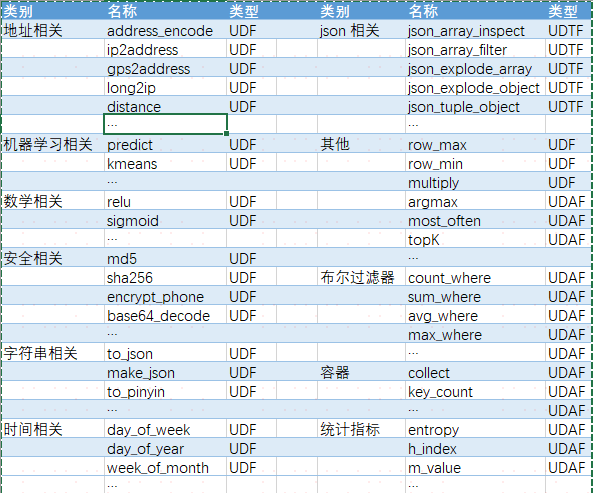 类别 名称 类型 类别 名称 类型
地址相关 address_encode UDF json 相关 json_array_inspect UDTF
ip2address UDF json_array_filter UDTF
gps2address UDF json_explode_array UDTF
long2ip UDF json_explode_object UDTF
distance UDF json_tuple_object UDTF
... ...
机器学习相关 predict UDF 其他 row_max UDF
kmeans UDF row_min UDF
... multiply UDF
数学相关 relu UDF argmax UDAF
sigmoid UDF most_often UDAF
... topK UDAF
安全相关 md5 UDF ...
sha256 UDF 布尔过滤器 count_where UDAF
encrypt_phone UDF sum_where UDAF
base64_decode UDF avg_where UDAF
... max_where UDAF
字符串相关 to_json UDF ... UDAF
make_json UDF 容器 collect UDAF
to_pinyin UDF key_count UDAF
... ... UDAF
时间相关 day_of_week UDF 统计指标 entropy UDAF
day_of_year UDF h_index UDAF
week_of_month UDF m_value UDAF
... ...